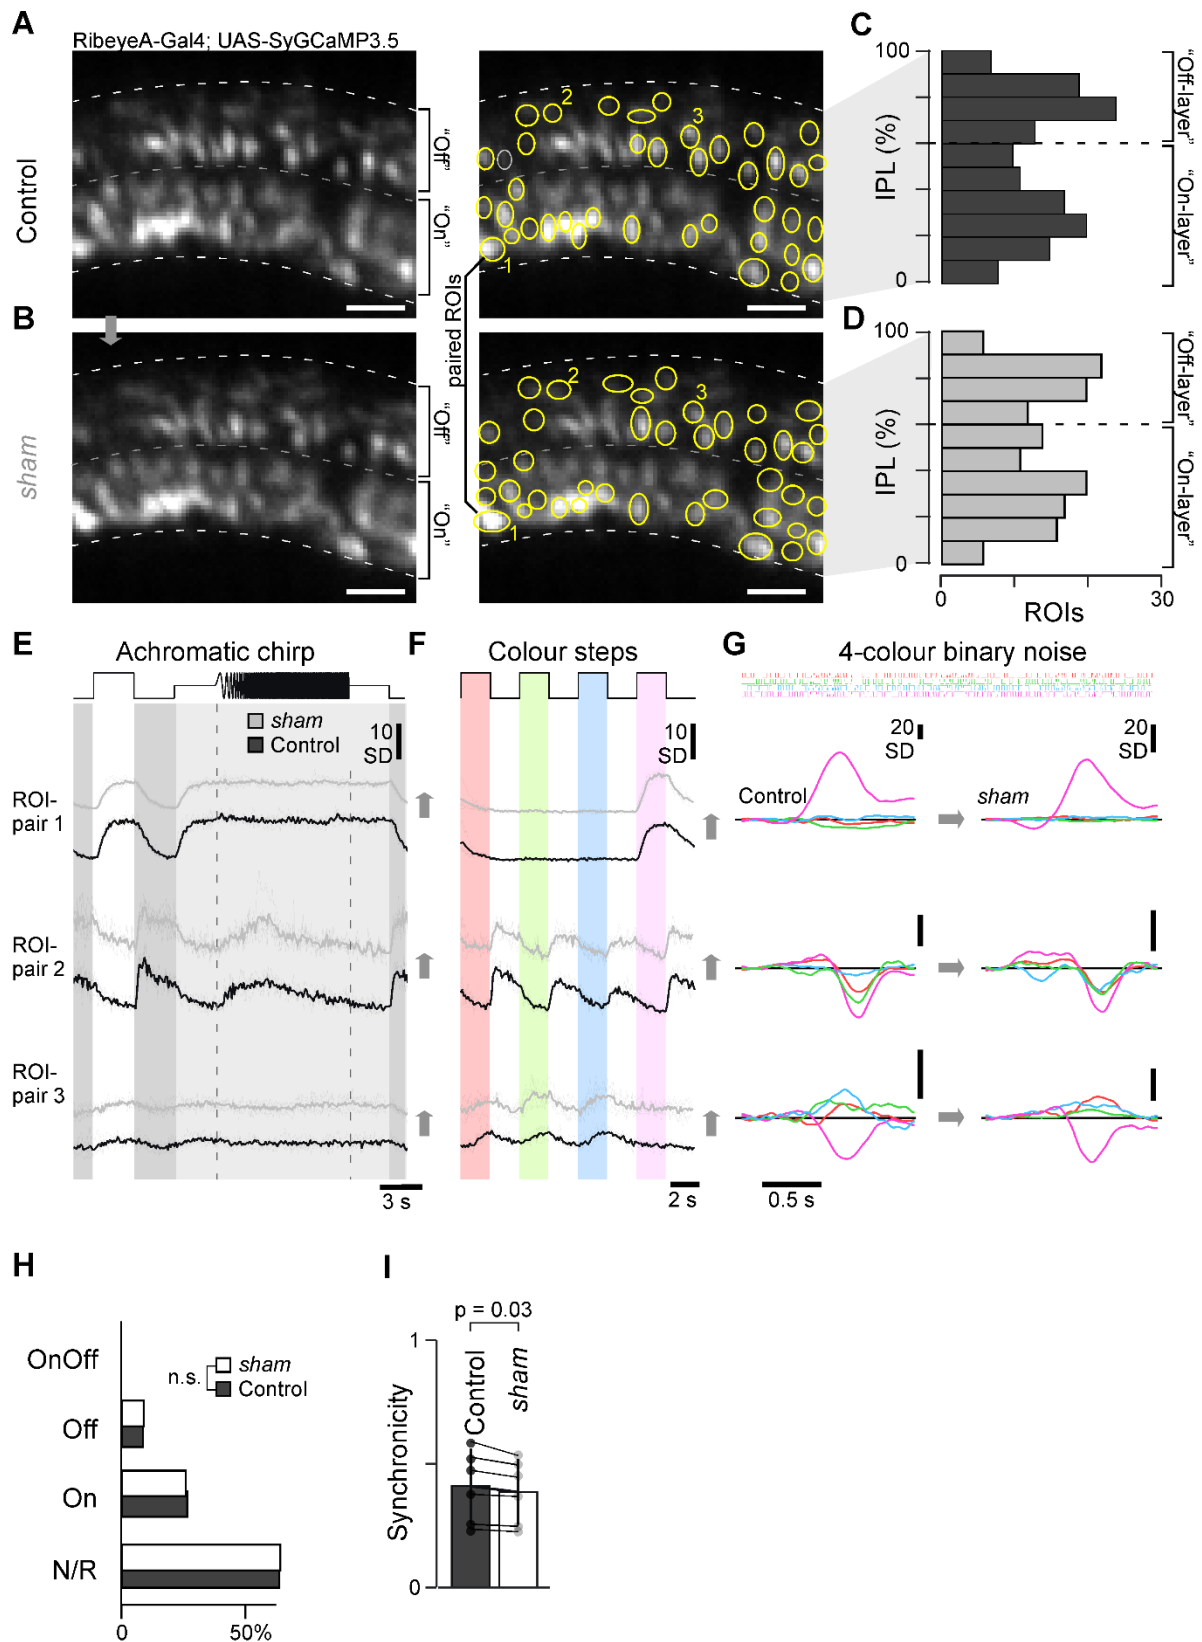 A
RibeyeA-Gal4; UAS-SyGCaMP3.5
Control
"Off"
"On"
2
3
1
paired ROIs
C
100
IPL (%)
0
"Off-layer"
"On-layer"
B
sham
"Off"
"On"
2
3
1
D
100
IPL (%)
0
"Off-layer"
"On-layer"
0
30
ROIs
E
Achromatic chirp
sham
Control
10
SD
ROI-
pair 1
ROI-
pair 2
ROI-
pair 3
3 s
F
Colour steps
10
SD
2 s
G
4-colour binary noise
20
SD
20
SD
Control
sham
0.5 s
H
OnOff
Off
On
N/R
n.s.
sham
Control
0
50%
I
p = 0.03
1
Synchronicity
0
Control
sham